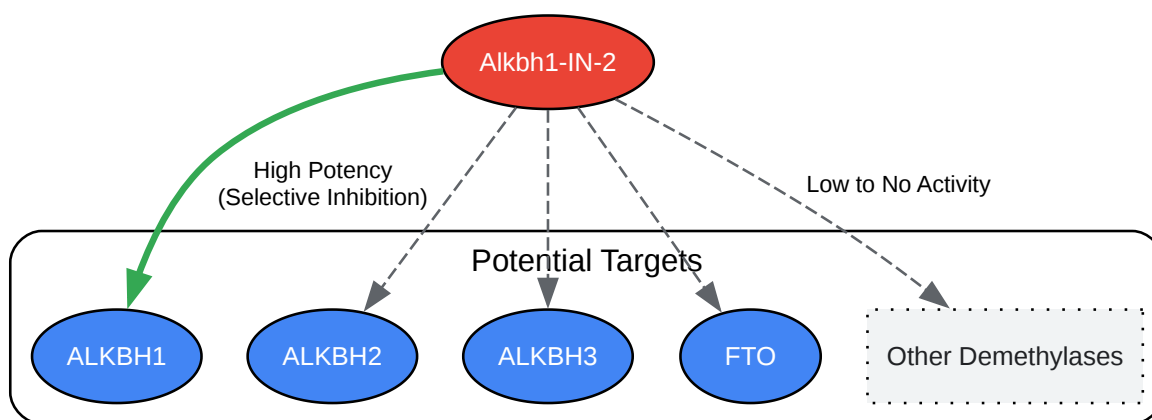 Alkbh1-IN-2
High Potency
(Selective Inhibition)
Low to No Activity
Potential Targets
ALKBH1
ALKBH2
ALKBH3
FTO
Other Demethylases